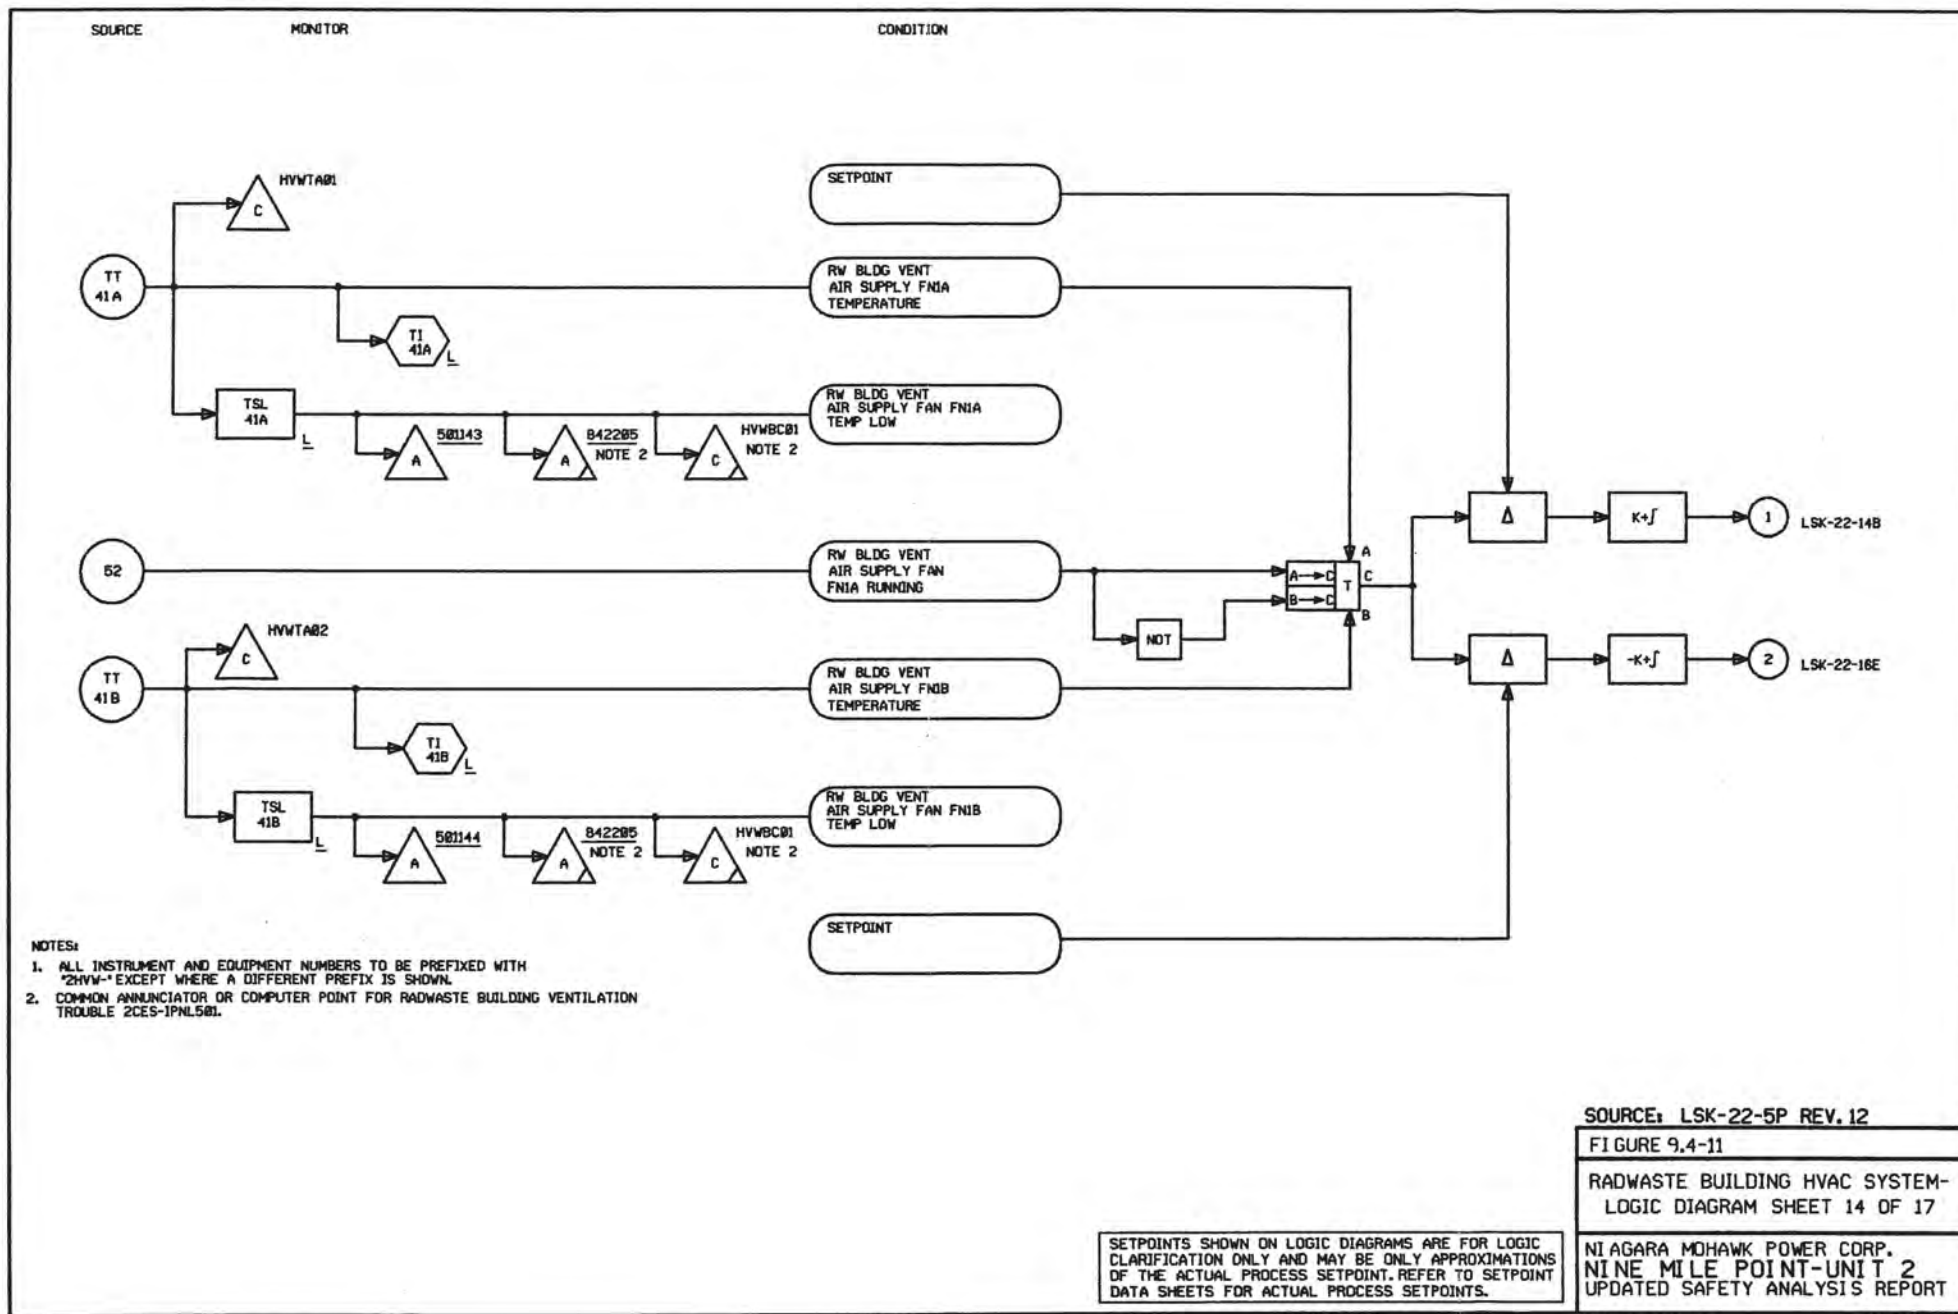 SOURCE MONITOR CONDITION
HVWTA01
C
SETPOINT
TT
41A
RW BLDG VENT
AIR SUPPLY FN1A
TEMPERATURE
TI
41A
L
TSL
41A
L
501143
A
842205
NOTE 2
A
HVWBC01
NOTE 2
C
RW BLDG VENT
AIR SUPPLY FAN FN1A
TEMP LOW
52
RW BLDG VENT
AIR SUPPLY FAN
FN1A RUNNING
NOT
A→C
B→C
T
A
C
B
Δ
K+∫
1
LSK-22-14B
Δ
-K+∫
2
LSK-22-16E
HVWTA02
C
TT
41B
RW BLDG VENT
AIR SUPPLY FN1B
TEMPERATURE
TI
41B
L
TSL
41B
L
501144
A
842205
NOTE 2
A
HVWBC01
NOTE 2
C
RW BLDG VENT
AIR SUPPLY FAN FN1B
TEMP LOW
SETPOINT
NOTES:
1. ALL INSTRUMENT AND EQUIPMENT NUMBERS TO BE PREFIXED WITH
"2HVW-" EXCEPT WHERE A DIFFERENT PREFIX IS SHOWN.
2. COMMON ANNUNCIATOR OR COMPUTER POINT FOR RADWASTE BUILDING VENTILATION
TROUBLE 2CES-IPNL501.
SETPOINTS SHOWN ON LOGIC DIAGRAMS ARE FOR LOGIC
CLARIFICATION ONLY AND MAY BE ONLY APPROXIMATIONS
OF THE ACTUAL PROCESS SETPOINT. REFER TO SETPOINT
DATA SHEETS FOR ACTUAL PROCESS SETPOINTS.
SOURCE: LSK-22-5P REV. 12
FIGURE 9.4-11
RADWASTE BUILDING HVAC SYSTEM-
LOGIC DIAGRAM SHEET 14 OF 17
NIAGARA MOHAWK POWER CORP.
NINE MILE POINT-UNIT 2
UPDATED SAFETY ANALYSIS REPORT